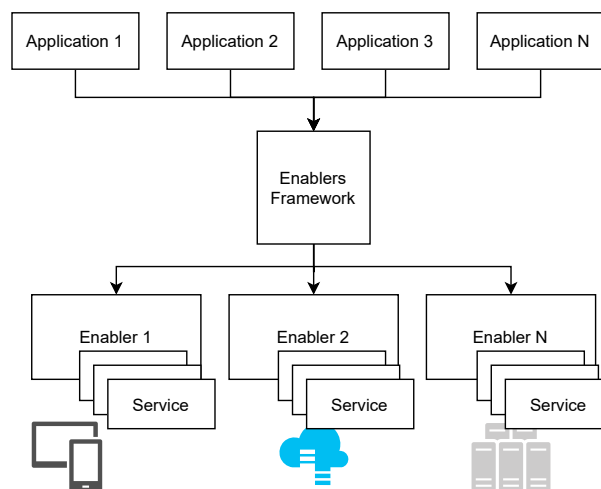 Application 1
Application 2
Application 3
Application N
Enablers
Framework
Enabler 1
Enabler 2
Enabler N
Service
Service
Service